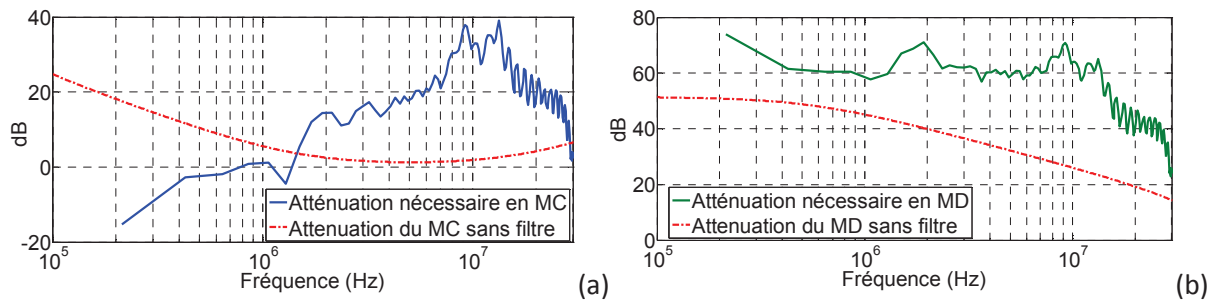 40
20
0
-20
dB
10^5
10^6
10^7
Fréquence (Hz)
Atténuation nécessaire en MC
Attenuation du MC sans filtre
(a)
80
60
40
20
0
dB
10^5
10^6
10^7
Fréquence (Hz)
Atténuation nécessaire en MD
Attenuation du MD sans filtre
(b)